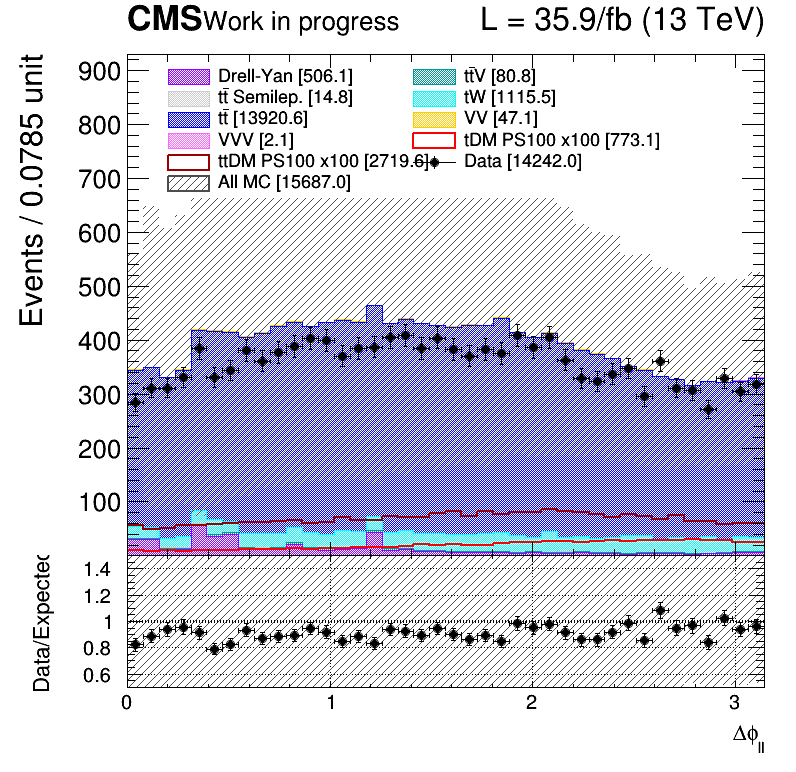 CMS Work in progress L = 35.9/fb (13 TeV)
Events / 0.0785 unit
900
800
700
600
500
400
300
200
100
Drell-Yan [506.1]
tt̄V [80.8]
tt̄ Semilep. [14.8]
tW [1115.5]
tt̄ [13920.6]
VV [47.1]
VVV [2.1]
tDM PS100 x100 [773.1]
ttDM PS100 x100 [2719.6]
Data [14242.0]
All MC [15687.0]
Data/Expected
1.4
1.2
1
0.8
0.6
0 1 2 3
Δϕ_ll